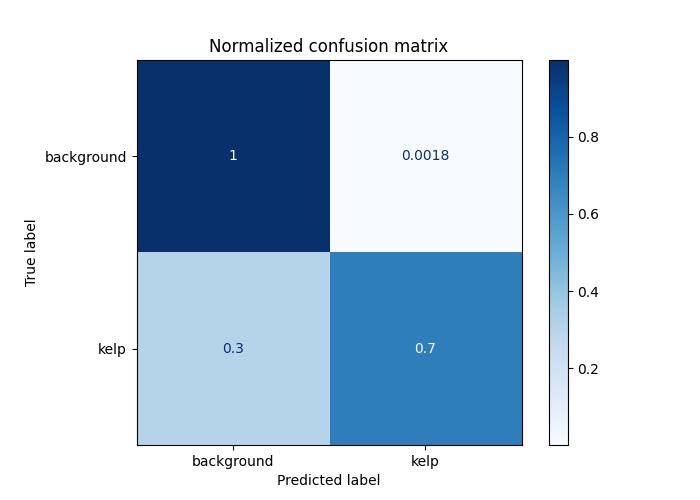 Normalized confusion matrix
True label
background
1
0.0018
kelp
0.3
0.7
background
kelp
Predicted label
0.8
0.6
0.4
0.2